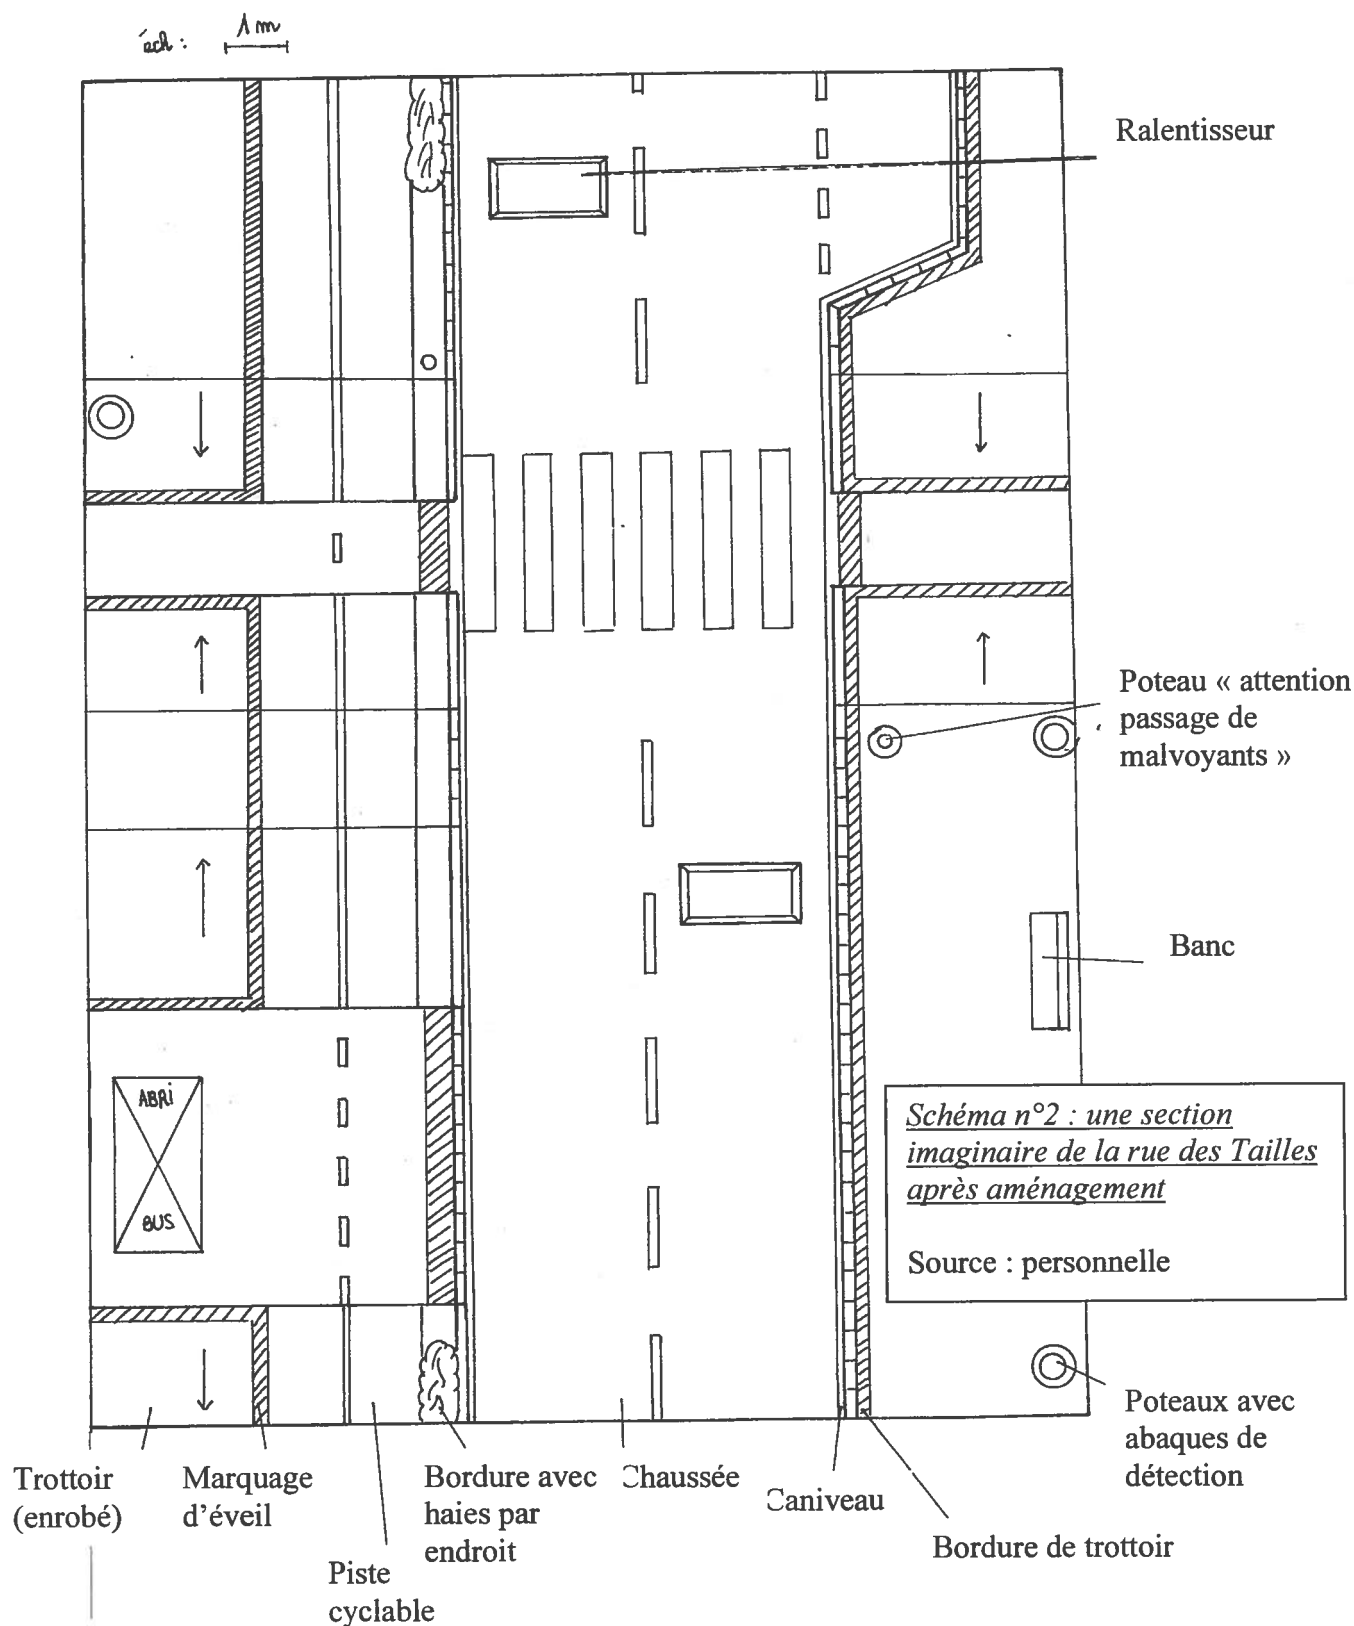 éch :
1 m
Ralentisseur
Poteau « attention
passage de
malvoyants »
Banc
ABRI
BUS
Schéma n°2 : une section
imaginaire de la rue des Tailles
après aménagement
Source : personnelle
Poteaux avec
abaques de
détection
Trottoir
(enrobé)
Marquage
d'éveil
Piste
cyclable
Bordure avec
haies par
endroit
Chaussée
Caniveau
Bordure de trottoir